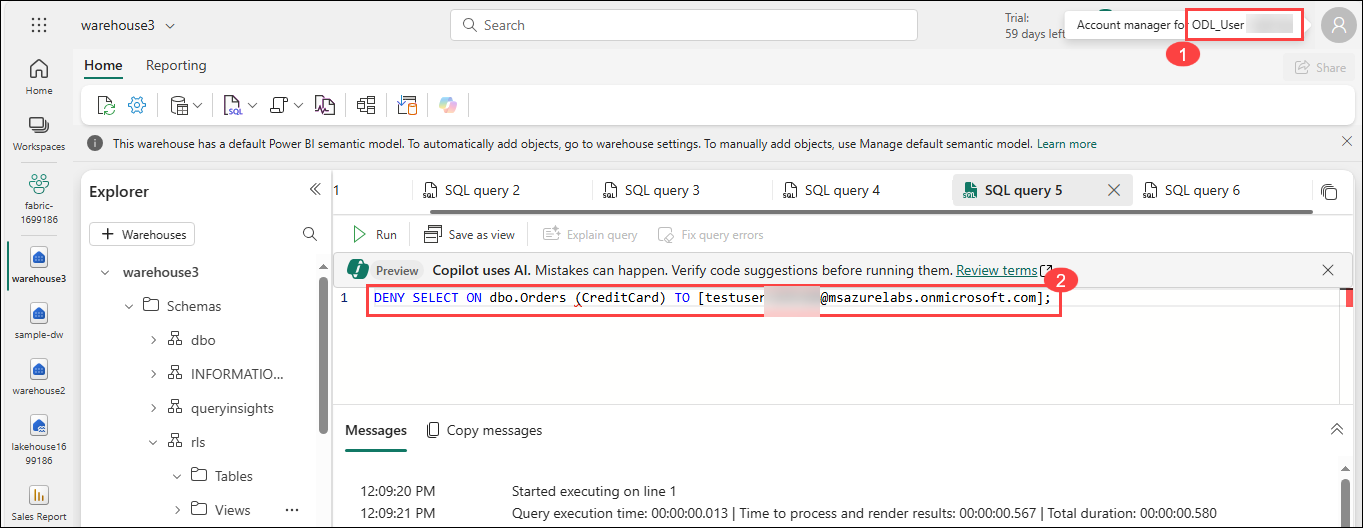 warehouse3
Search
Trial:
59 days left
Account manager for ODL_User
1
Home
Reporting
Share
Home
Workspaces
fabric-
1699186
warehouse3
sample-dw
warehouse2
lakehouse16
99186
Sales Report
SQL
This warehouse has a default Power BI semantic model. To automatically add objects, go to warehouse settings. To manually add objects, use Manage default semantic model. Learn more
Explorer
+ Warehouses
warehouse3
Schemas
dbo
INFORMATIO...
queryinsights
rls
Tables
Views ...
1
SQL query 2
SQL query 3
SQL query 4
SQL query 5
SQL query 6
Run
Save as view
Explain query
Fix query errors
Preview
Copilot uses AI. Mistakes can happen. Verify code suggestions before running them. Review terms
2
1 DENY SELECT ON dbo.Orders (CreditCard) TO [testuser @msazurelabs.onmicrosoft.com];
Messages
Copy messages
12:09:20 PM Started executing on line 1
12:09:21 PM Query execution time: 00:00:00.013 | Time to process and render results: 00:00:00.567 | Total duration: 00:00:00.580